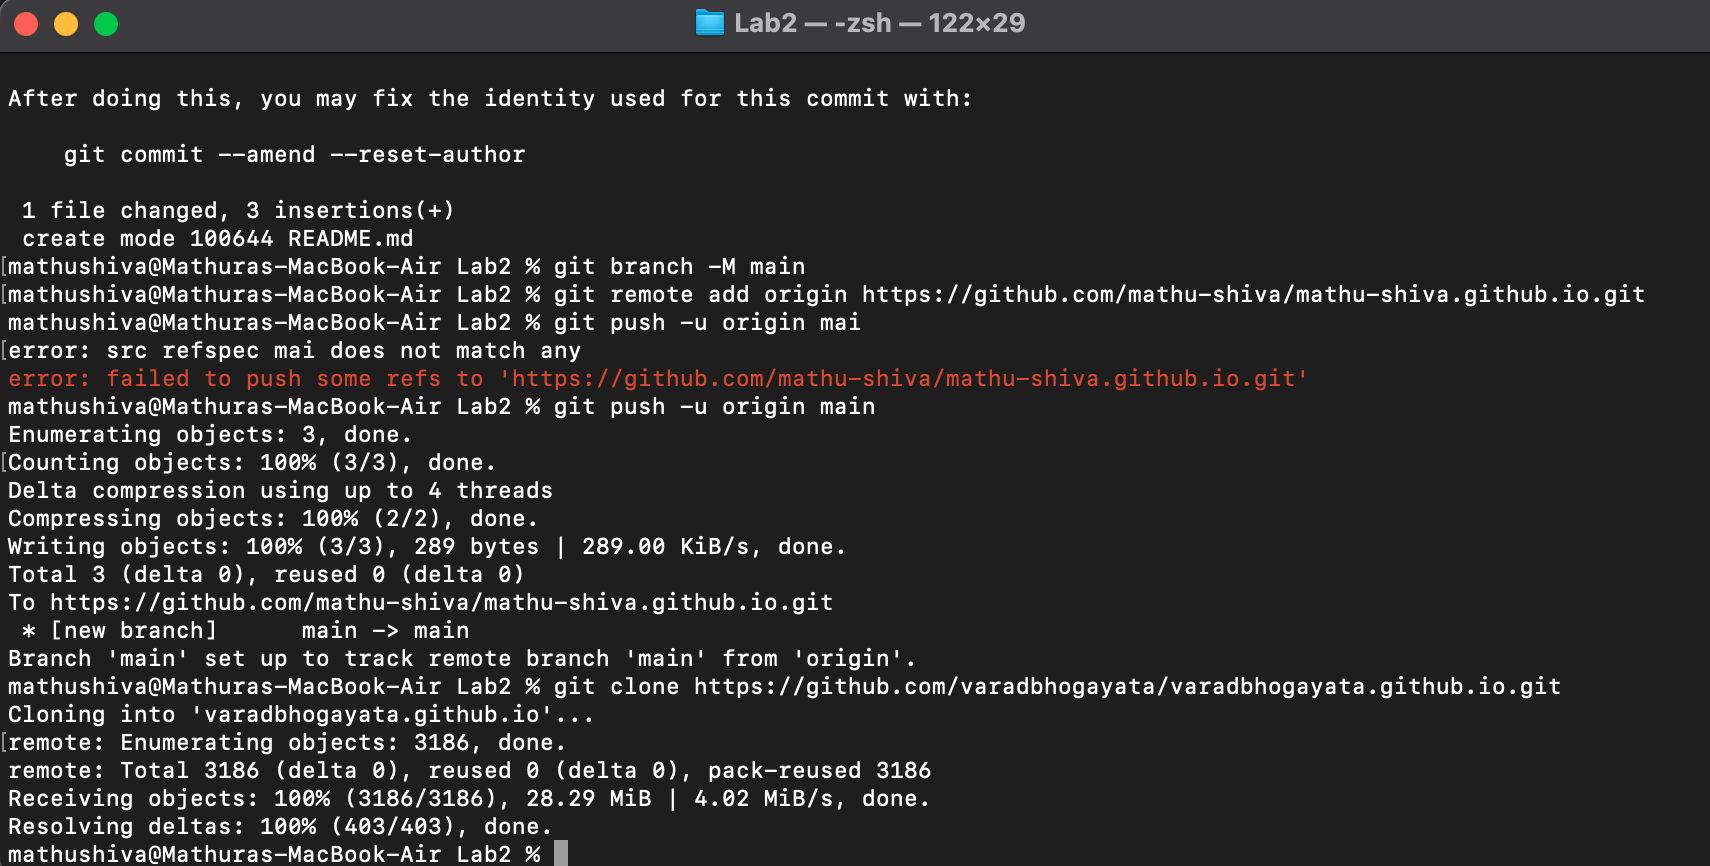 Lab2 — -zsh — 122×29
After doing this, you may fix the identity used for this commit with:
    git commit --amend --reset-author
 1 file changed, 3 insertions(+)
 create mode 100644 README.md
[mathushiva@Mathuras-MacBook-Air Lab2 % git branch -M main
[mathushiva@Mathuras-MacBook-Air Lab2 % git remote add origin https://github.com/mathu-shiva/mathu-shiva.github.io.git
mathushiva@Mathuras-MacBook-Air Lab2 % git push -u origin mai
[error: src refspec mai does not match any
error: failed to push some refs to 'https://github.com/mathu-shiva/mathu-shiva.github.io.git'
mathushiva@Mathuras-MacBook-Air Lab2 % git push -u origin main
Enumerating objects: 3, done.
[Counting objects: 100% (3/3), done.
Delta compression using up to 4 threads
Compressing objects: 100% (2/2), done.
Writing objects: 100% (3/3), 289 bytes | 289.00 KiB/s, done.
Total 3 (delta 0), reused 0 (delta 0)
To https://github.com/mathu-shiva/mathu-shiva.github.io.git
 * [new branch]      main -> main
Branch 'main' set up to track remote branch 'main' from 'origin'.
mathushiva@Mathuras-MacBook-Air Lab2 % git clone https://github.com/varadbhogayata/varadbhogayata.github.io.git
Cloning into 'varadbhogayata.github.io'...
[remote: Enumerating objects: 3186, done.
remote: Total 3186 (delta 0), reused 0 (delta 0), pack-reused 3186
Receiving objects: 100% (3186/3186), 28.29 MiB | 4.02 MiB/s, done.
Resolving deltas: 100% (403/403), done.
mathushiva@Mathuras-MacBook-Air Lab2 %